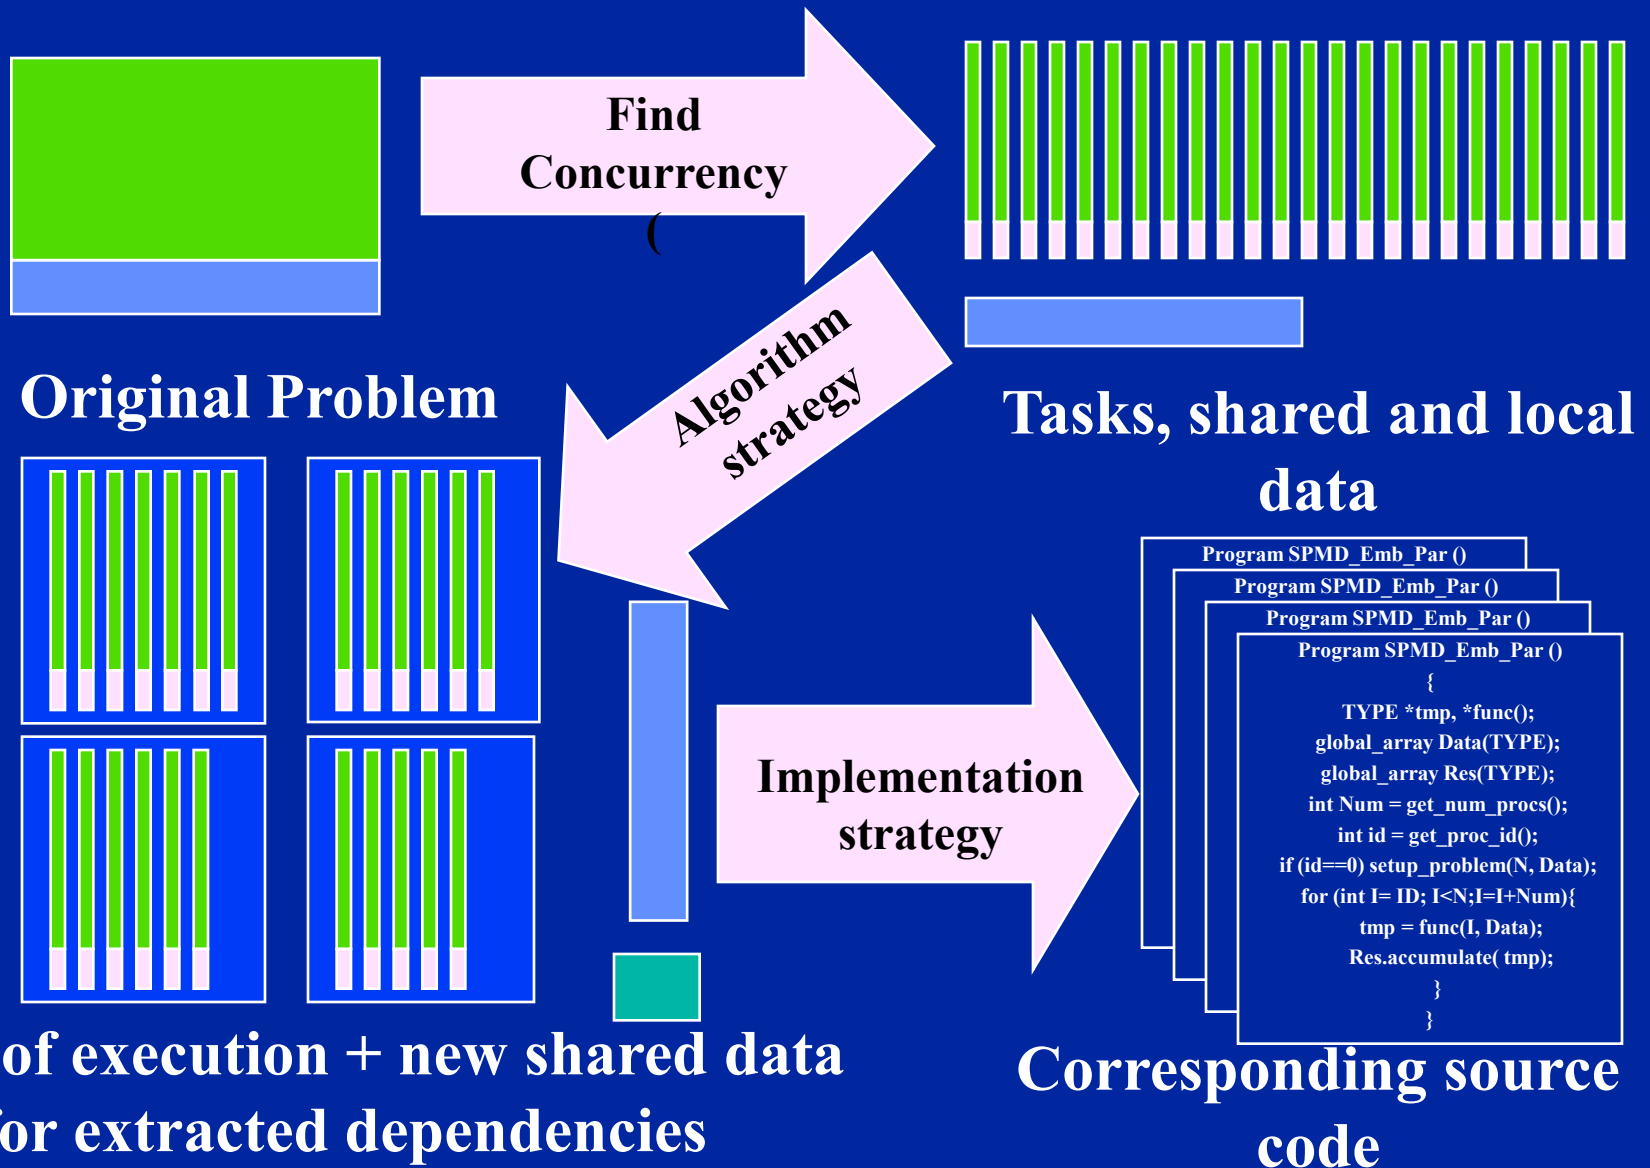 Find
Concurrency
(
Original Problem
Algorithm
strategy
Tasks, shared and local
data
Program SPMD_Emb_Par ()
Program SPMD_Emb_Par ()
Program SPMD_Emb_Par ()
Program SPMD_Emb_Par ()
{
TYPE *tmp, *func();
global_array Data(TYPE);
global_array Res(TYPE);
int Num = get_num_procs();
int id = get_proc_id();
if (id==0) setup_problem(N, Data);
for (int I= ID; I<N;I=I+Num){
tmp = func(I, Data);
Res.accumulate( tmp);
}
}
Implementation
strategy
of execution + new shared data
or extracted dependencies
Corresponding source
code